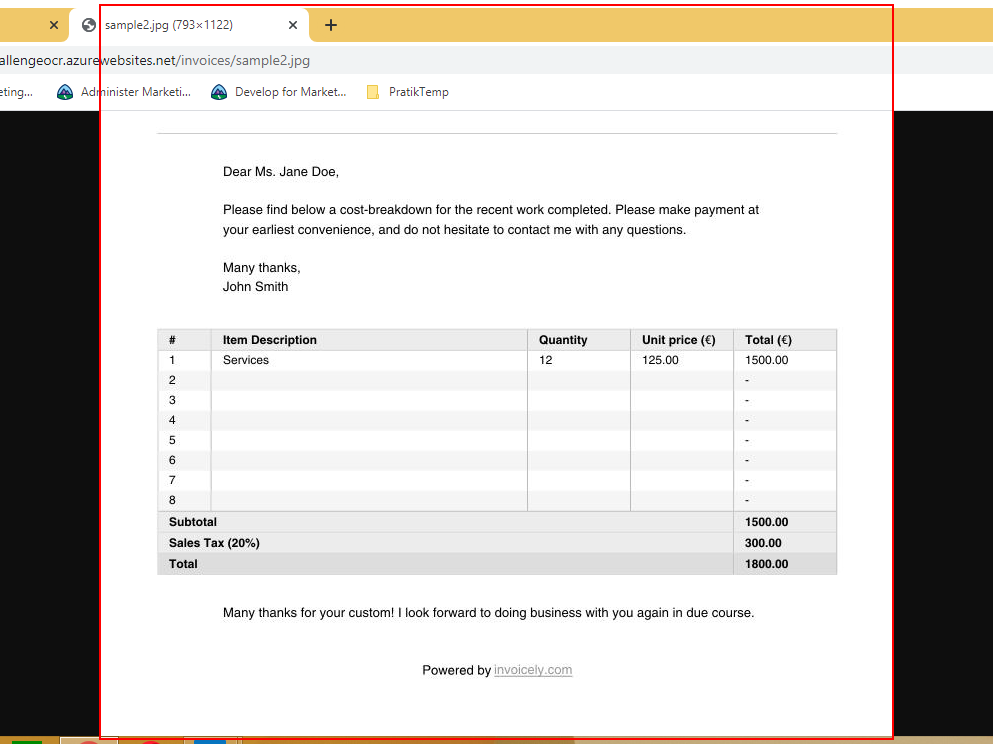 sample2.jpg (793×1122)
allengeocr.azurewebsites.net/invoices/sample2.jpg
eting... Administer Marketi... Develop for Market... PratikTemp
Dear Ms. Jane Doe,
Please find below a cost-breakdown for the recent work completed. Please make payment at
your earliest convenience, and do not hesitate to contact me with any questions.
Many thanks,
John Smith
# Item Description Quantity Unit price (€) Total (€)
1 Services 12 125.00 1500.00
2 -
3 -
4 -
5 -
6 -
7 -
8 -
Subtotal 1500.00
Sales Tax (20%) 300.00
Total 1800.00
Many thanks for your custom! I look forward to doing business with you again in due course.
Powered by invoicely.com